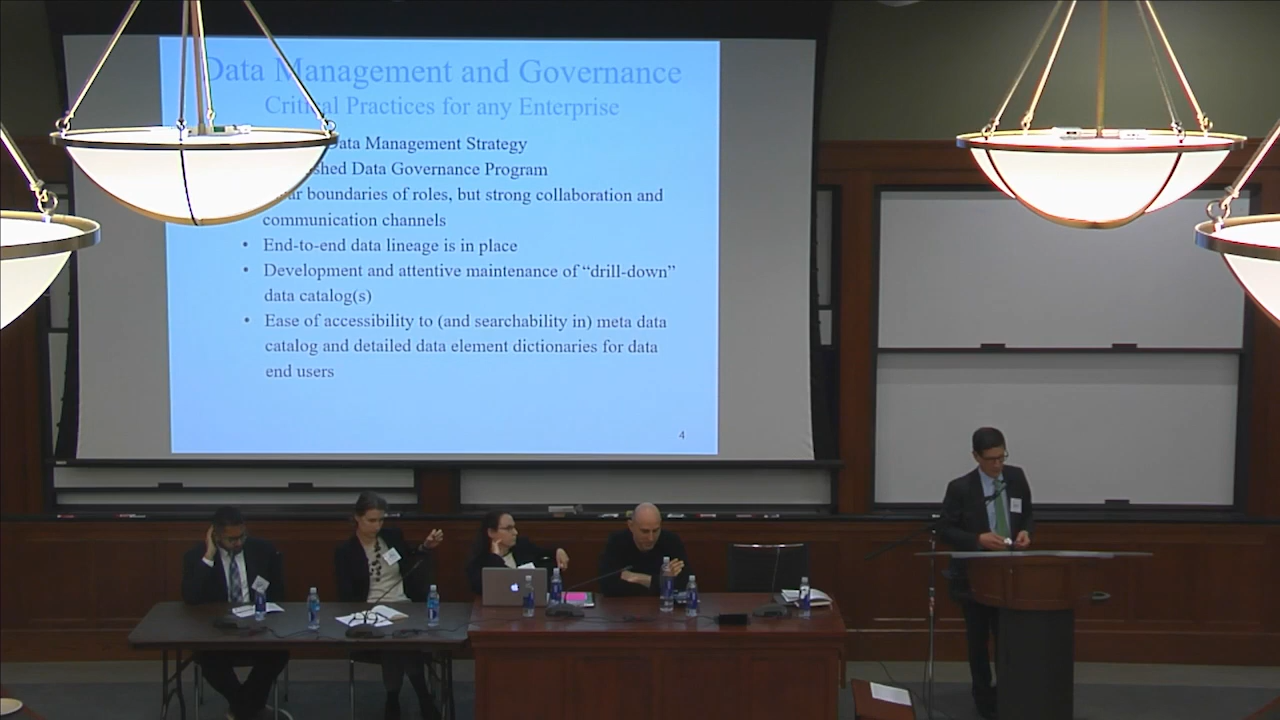 Data Management and Governance
Critical Practices for any Enterprise
Data Management Strategy
Data Governance Program
boundaries of roles, but strong collaboration and
communication channels
• End-to-end data lineage is in place
• Development and attentive maintenance of “drill-down”
data catalog(s)
• Ease of accessibility to (and searchability in) meta data
catalog and detailed data element dictionaries for data
end users
4